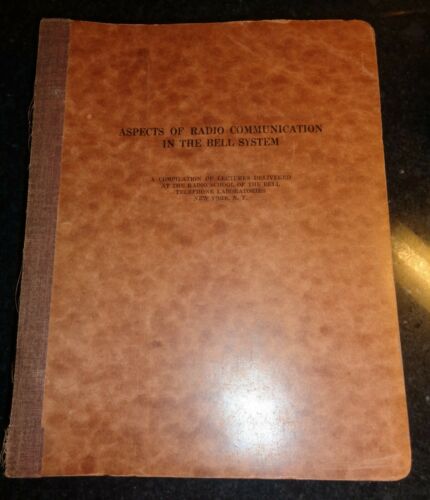 ASPECTS OF RADIO COMMUNICATION
IN THE BELL SYSTEM
A COMPILATION OF LECTURES DELIVERED
AT THE RADIO SCHOOL OF THE BELL
TELEPHONE LABORATORIES
NEW YORK, N. Y.